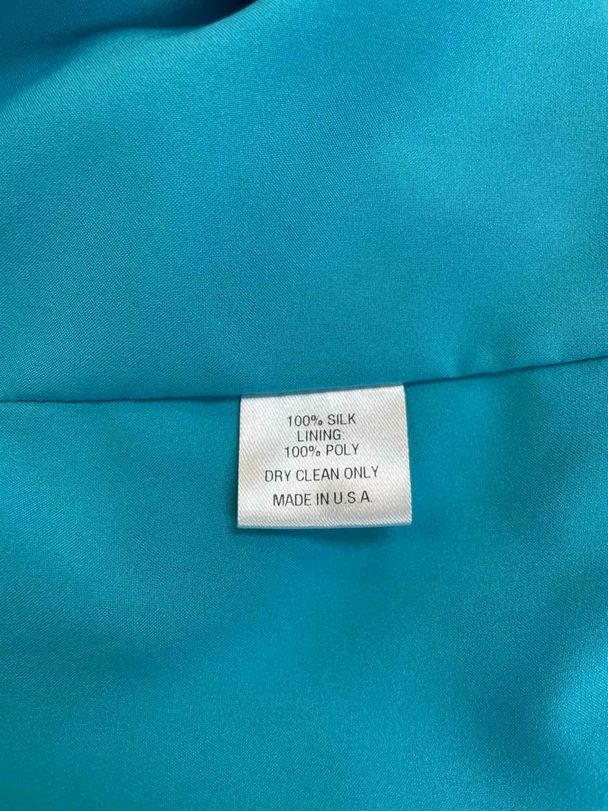 100% SILK
LINING:
100% POLY
DRY CLEAN ONLY
MADE IN U.S.A.